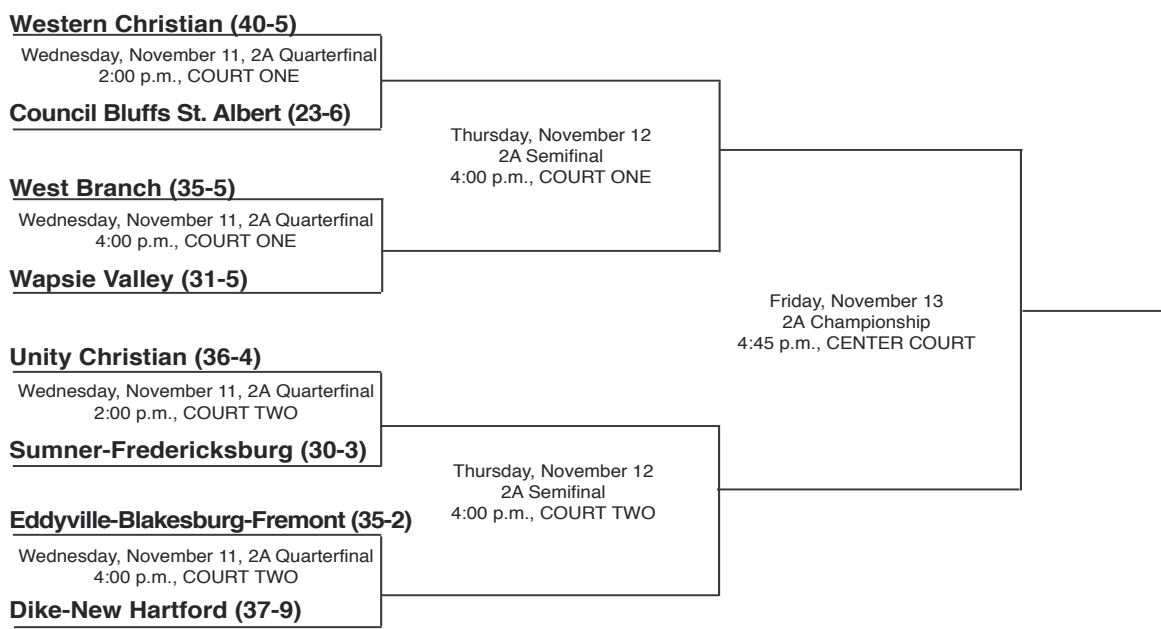 Western Christian (40-5)
Wednesday, November 11, 2A Quarterfinal
2:00 p.m., COURT ONE
Council Bluffs St. Albert (23-6)
Thursday, November 12
2A Semifinal
4:00 p.m., COURT ONE
West Branch (35-5)
Wednesday, November 11, 2A Quarterfinal
4:00 p.m., COURT ONE
Wapsie Valley (31-5)
Friday, November 13
2A Championship
4:45 p.m., CENTER COURT
Unity Christian (36-4)
Wednesday, November 11, 2A Quarterfinal
2:00 p.m., COURT TWO
Sumner-Fredericksburg (30-3)
Thursday, November 12
2A Semifinal
4:00 p.m., COURT TWO
Eddyville-Blakesburg-Fremont (35-2)
Wednesday, November 11, 2A Quarterfinal
4:00 p.m., COURT TWO
Dike-New Hartford (37-9)